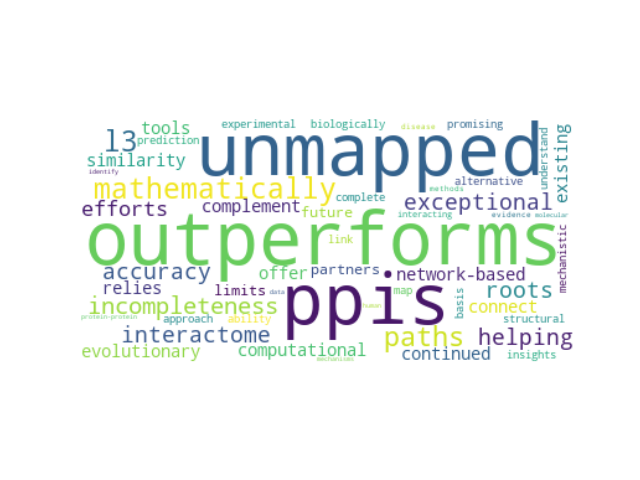 tools experimental biologically disease promising
l3 prediction unmapped understand existing
similarity
identify mathematically complete methods alternative
efforts complement future interacting exceptional evidence molecular
outperforms
link
accuracy offer partners network-based mechanistic
relies limits data ppis map basis roots
incompleteness human connect
protein-protein approach ability structural
interactome paths helping
evolutionary computational mechanisms continued insights